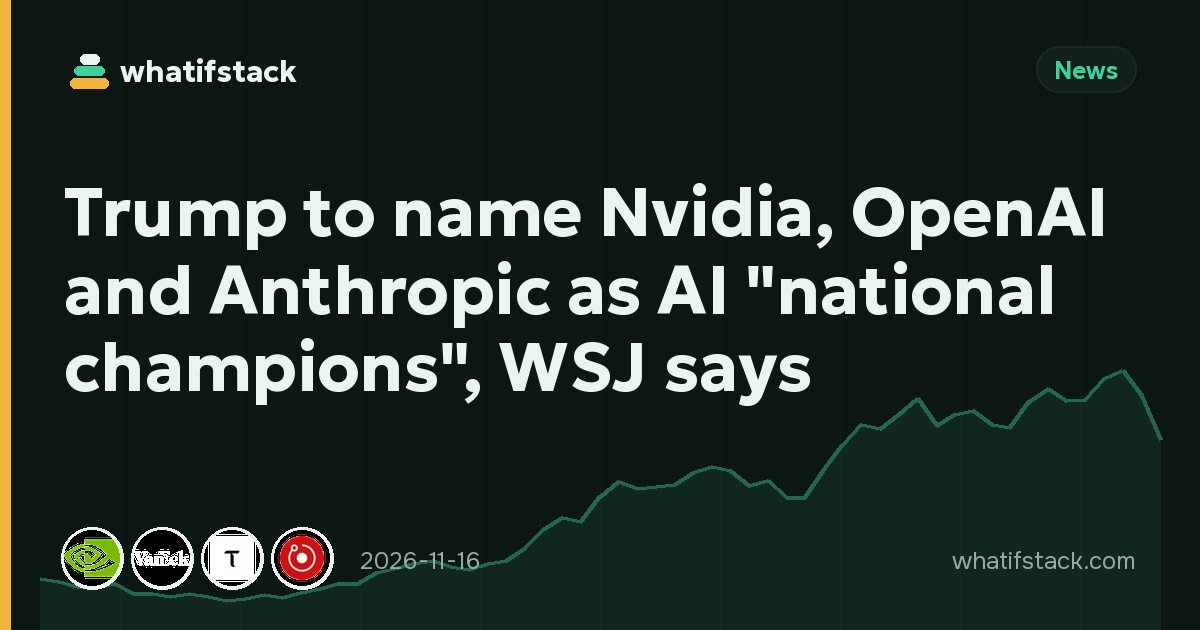 whatifstack
News
Trump to name Nvidia, OpenAI
and Anthropic as AI "national
champions", WSJ says
VanEck
τ
2026-11-16
whatifstack.com